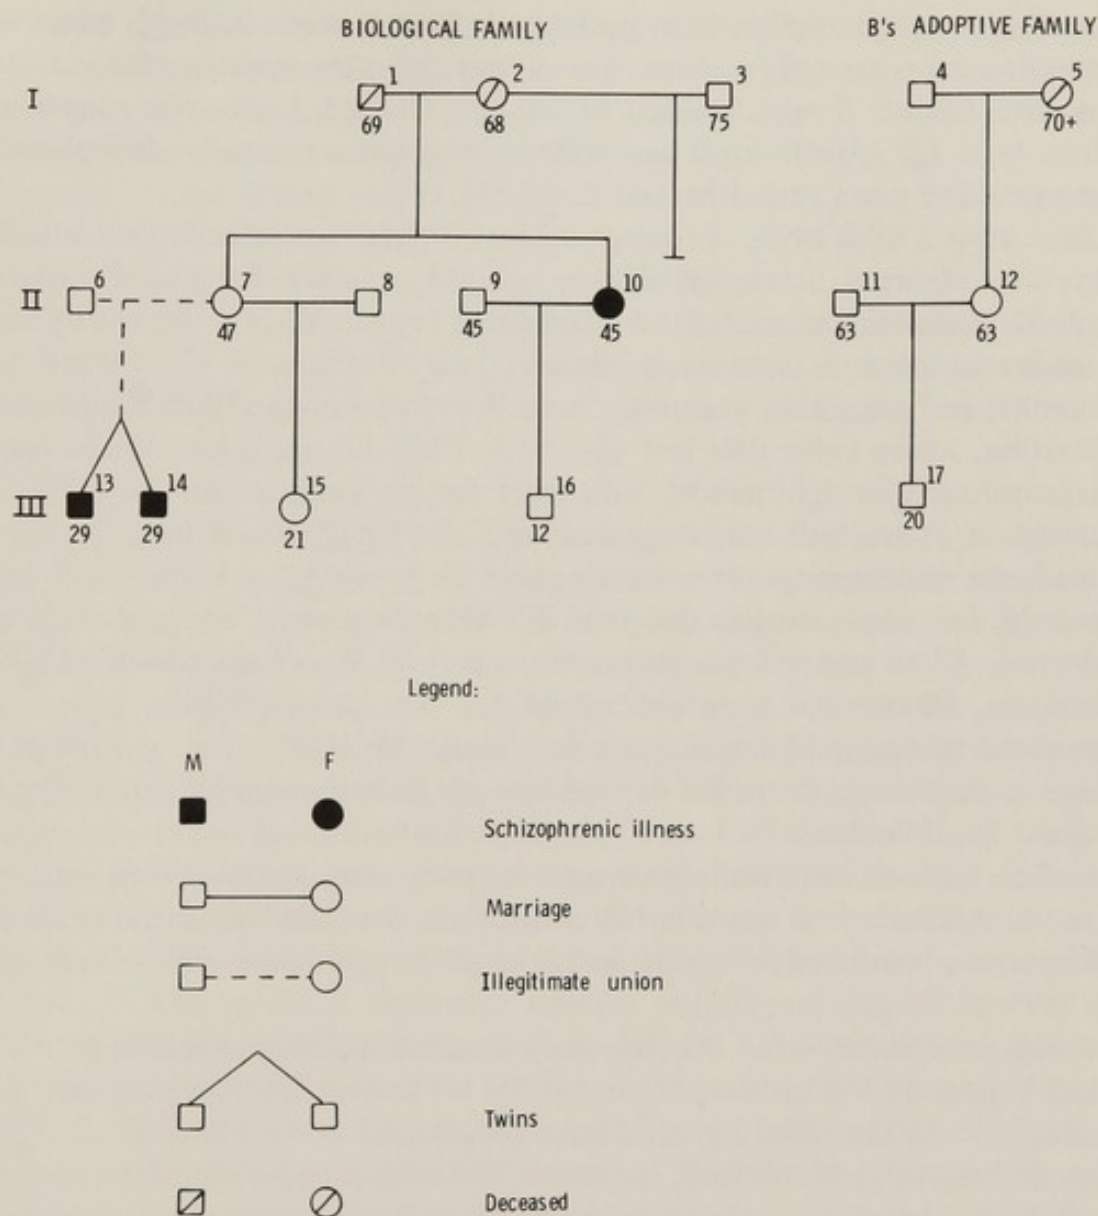 BIOLOGICAL FAMILY B's ADOPTIVE FAMILY
I 1 2 3 4 5
69 68 75 70+
II 6 7 8 9 10 11 12
47 45 45 63 63
III 13 14 15 16 17
29 29 21 12 20
Legend:
M F
Schizophrenic illness
Marriage
Illegitimate union
Twins
Deceased